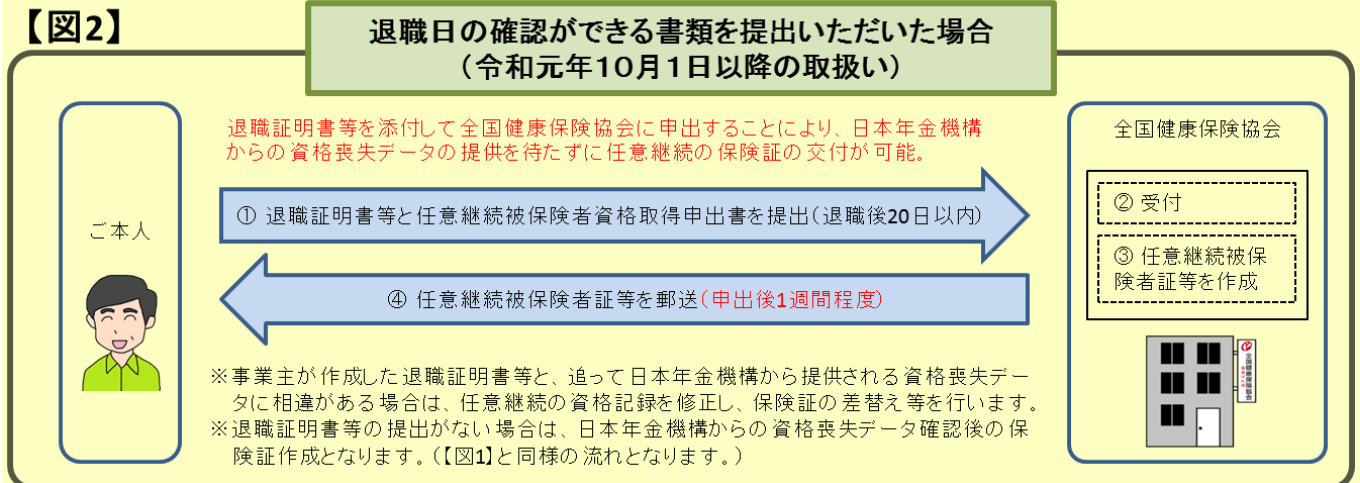 【図2】
退職日の確認ができる書類を提出いただいた場合
（令和元年10月1日以降の取扱い）
退職証明書等を添付して全国健康保険協会に申出することにより、日本年金機構
からの資格喪失データの提供を待たずに任意継続の保険証の交付が可能。
ご本人
① 退職証明書等と任意継続被保険者資格取得申出書を提出（退職後20日以内）
④ 任意継続被保険者証等を郵送（申出後1週間程度）
全国健康保険協会
② 受付
③ 任意継続被保
険者証等を作成
全国健康保険協会
※事業主が作成した退職証明書等と、追って日本年金機構から提供される資格喪失デー
タに相違がある場合は、任意継続の資格記録を修正し、保険証の差替え等を行います。
※退職証明書等の提出がない場合は、日本年金機構からの資格喪失データ確認後の保
険証作成となります。（【図1】と同様の流れとなります。）